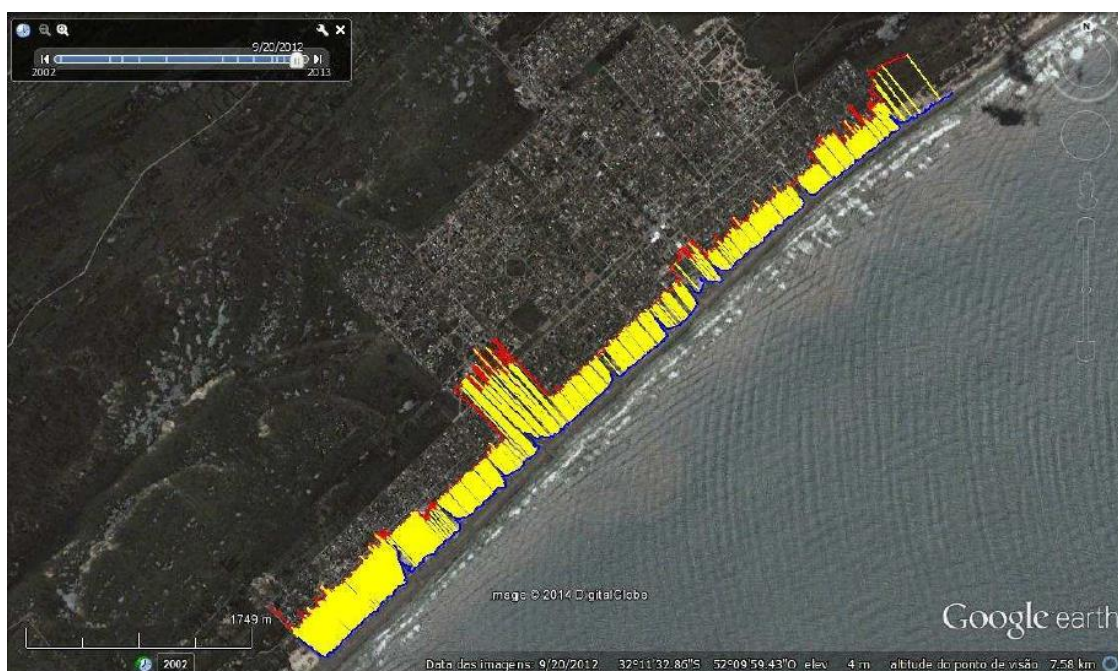 9/20/2012
2002
2013
N
1749 m
image © 2014 DigitalGlobe
Google earth
2002
Data das imagens: 9/20/2012 32°11'32.86"S 52°09'59.43"O elev 4 m altitude do ponto de visão 7.58 km